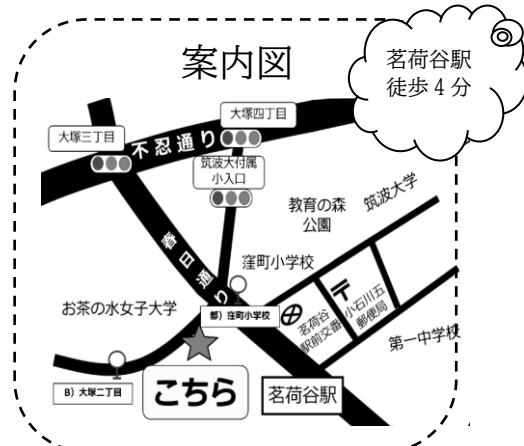 案内図
茗荷谷駅
徒歩4分
大塚四丁目
大塚三丁目
不忍通り
筑波大付属
小入口
教育の森
公園
筑波大学
春日通り
窪町小学校
お茶の水女子大学
都）窪町小学校
茗荷谷
駅前交番
〒
小石川五
郵便局
第一中学校
B）大塚二丁目
こちら
茗荷谷駅